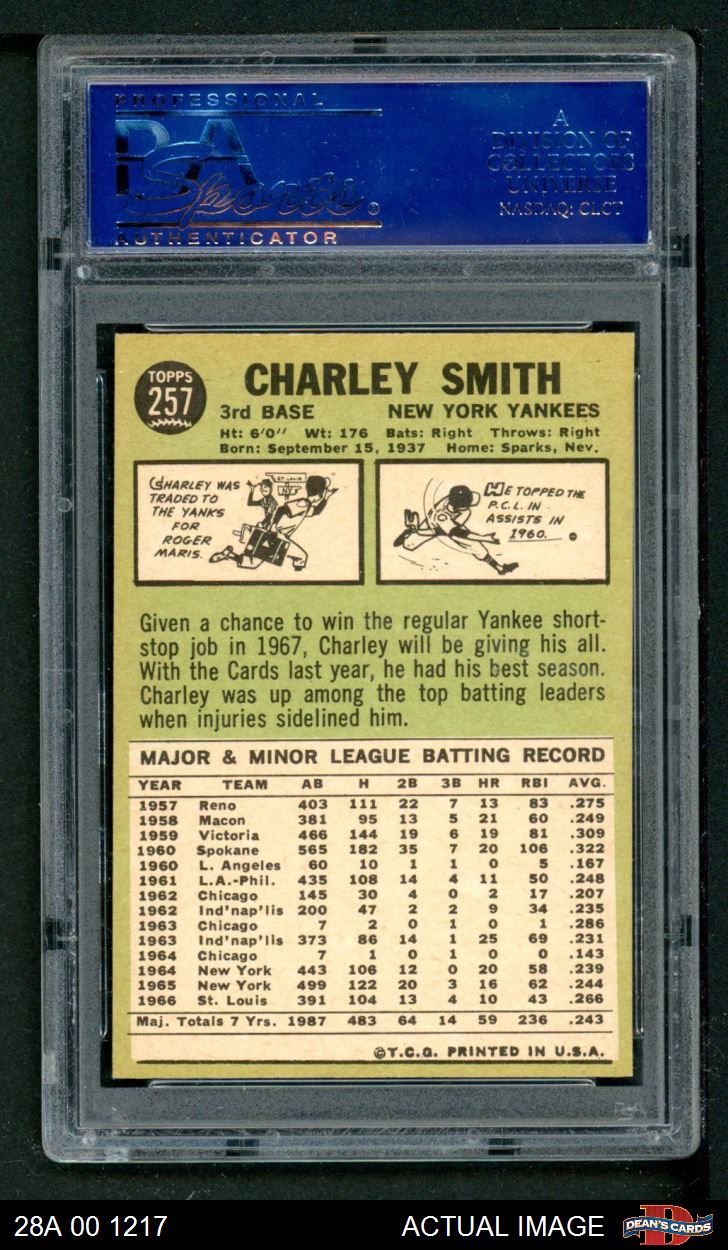 PROFESSIONAL
PSA
Sports ®
AUTHENTICATOR
A
DIVISION OF
COLLECTORS
UNIVERSE
NASDAQ: CLCT
TOPPS
257
CHARLEY SMITH
3rd BASE NEW YORK YANKEES
Ht: 6'0" Wt: 176 Bats: Right Throws: Right
Born: September 15, 1937 Home: Sparks, Nev.
CHARLEY WAS
TRADED TO
THE YANKS
FOR
ROGER
MARIS.
ST. LOUIS
HE TOPPED THE
P.C.L. IN
ASSISTS IN
1960.
Given a chance to win the regular Yankee short-
stop job in 1967, Charley will be giving his all.
With the Cards last year, he had his best season.
Charley was up among the top batting leaders
when injuries sidelined him.
MAJOR & MINOR LEAGUE BATTING RECORD
YEAR TEAM AB H 2B 3B HR RBI AVG.
1957 Reno 403 111 22 7 13 83 .275
1958 Macon 381 95 13 5 21 60 .249
1959 Victoria 466 144 19 6 19 81 .309
1960 Spokane 565 182 35 7 20 106 .322
1960 L. Angeles 60 10 1 1 0 5 .167
1961 L.A.-Phil. 435 108 14 4 11 50 .248
1962 Chicago 145 30 4 0 2 17 .207
1962 Ind'nap'lis 200 47 2 2 9 34 .235
1963 Chicago 7 2 0 1 0 1 .286
1963 Ind'nap'lis 373 86 14 1 25 69 .231
1964 Chicago 7 1 0 1 0 0 .143
1964 New York 443 106 12 0 20 58 .239
1965 New York 499 122 20 3 16 62 .244
1966 St. Louis 391 104 13 4 10 43 .266
Maj. Totals 7 Yrs. 1987 483 64 14 59 236 .243
©T.C.G. PRINTED IN U.S.A.
28A 00 1217 ACTUAL IMAGE
D
DEAN'S CARDS